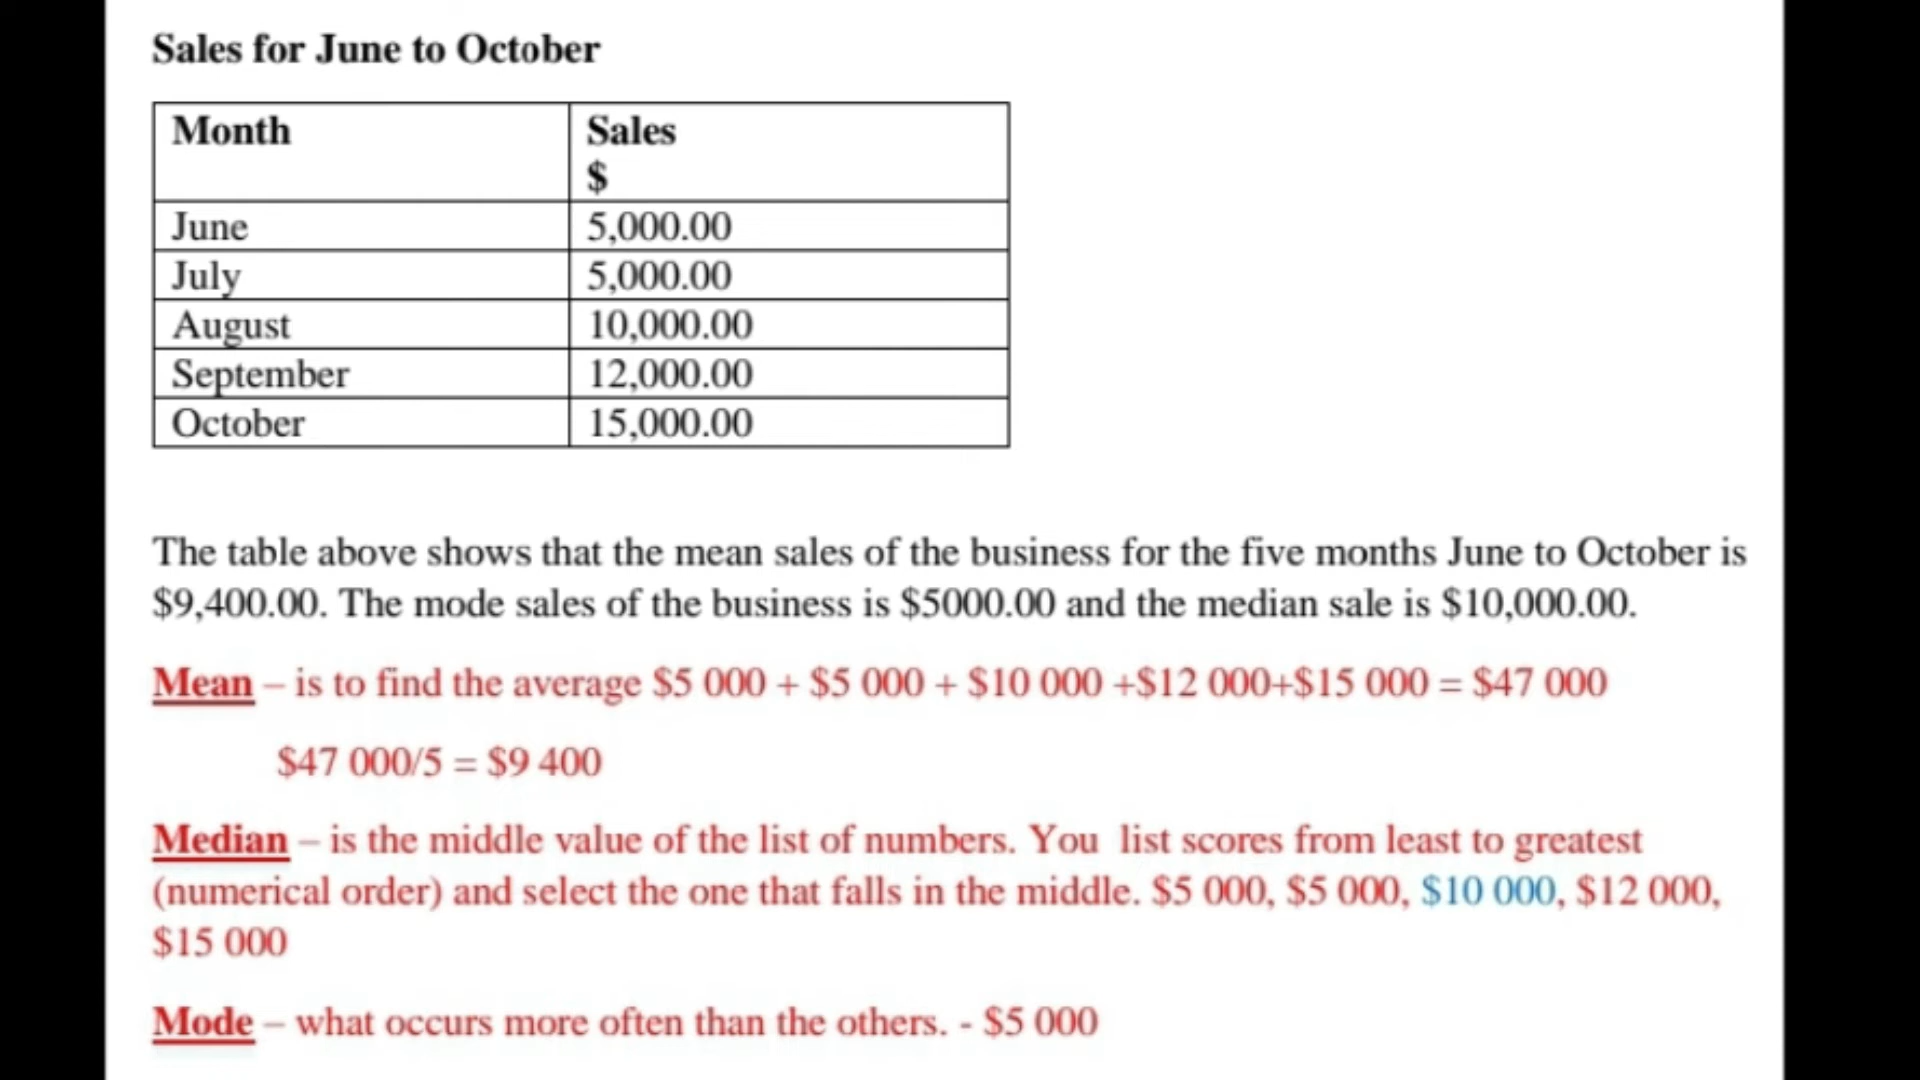 Sales for June to October
Month Sales
$
June 5,000.00
July 5,000.00
August 10,000.00
September 12,000.00
October 15,000.00
The table above shows that the mean sales of the business for the five months June to October is
$9,400.00. The mode sales of the business is $5000.00 and the median sale is $10,000.00.
Mean – is to find the average $5 000 + $5 000 + $10 000 +$12 000+$15 000 = $47 000
$47 000/5 = $9 400
Median – is the middle value of the list of numbers. You  list scores from least to greatest
(numerical order) and select the one that falls in the middle. $5 000, $5 000, $10 000, $12 000,
$15 000
Mode – what occurs more often than the others. - $5 000